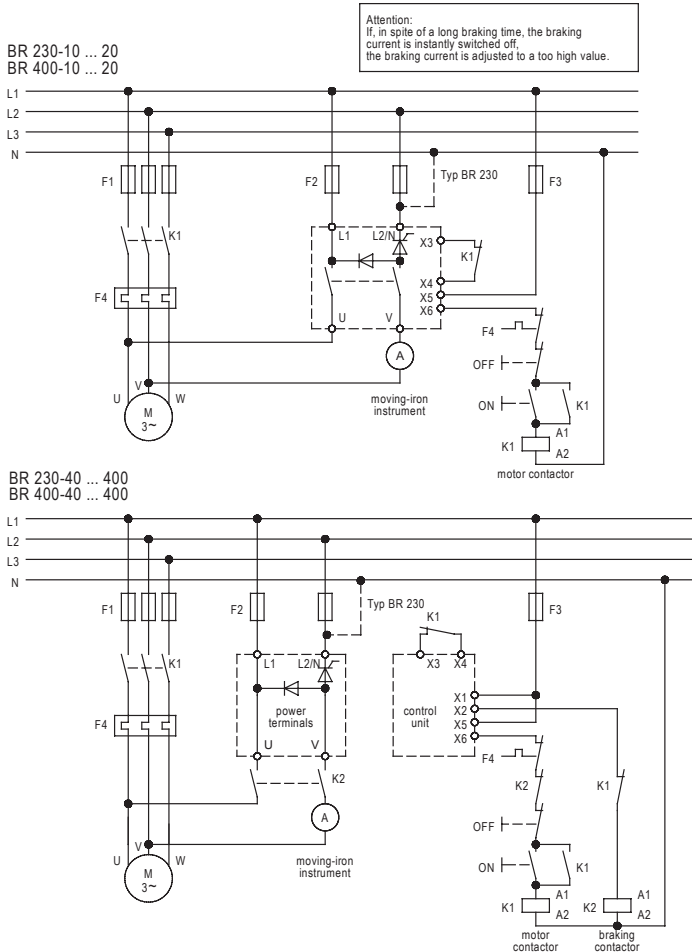 Attention:
If, in spite of a long braking time, the braking
current is instantly switched off,
the braking current is adjusted to a too high value.
BR 230-10 ... 20
BR 400-10 ... 20
L1
L2
L3
N
F1
F2
Typ BR 230
F3
K1
L1
L2/N
X3
K1
X4
X5
X6
F4
U
V
F4
A
OFF
V
U
W
M
3~
moving-iron
instrument
ON
K1
K1
A1
A2
motor contactor
BR 230-40 ... 400
BR 400-40 ... 400
L1
L2
L3
N
F1
F2
Typ BR 230
F3
K1
K1
L1
L2/N
X3
X4
X1
X2
X5
X6
power
terminals
control
unit
F4
U
V
F4
K2
K2
K1
A
OFF
V
U
W
M
3~
moving-iron
instrument
ON
K1
K1
A1
A2
K2
A1
A2
motor
contactor
braking
contactor